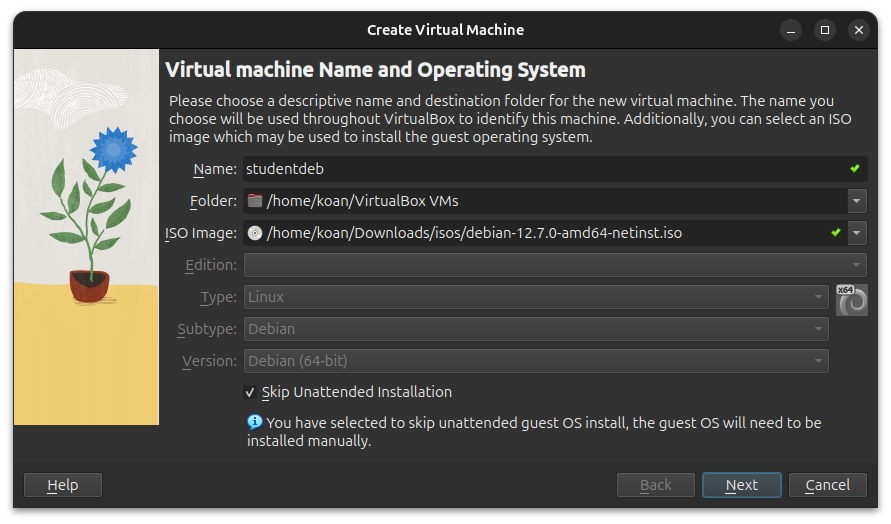 Create Virtual Machine
Virtual machine Name and Operating System
Please choose a descriptive name and destination folder for the new virtual machine. The name you
choose will be used throughout VirtualBox to identify this machine. Additionally, you can select an ISO
image which may be used to install the guest operating system.
Name: studentdeb
Folder: /home/koan/VirtualBox VMs
ISO Image: /home/koan/Downloads/isos/debian-12.7.0-amd64-netinst.iso
Edition:
Type: Linux x64
Subtype: Debian
Version: Debian (64-bit)
Skip Unattended Installation
You have selected to skip unattended guest OS install, the guest OS will need to be
installed manually.
Help Back Next Cancel